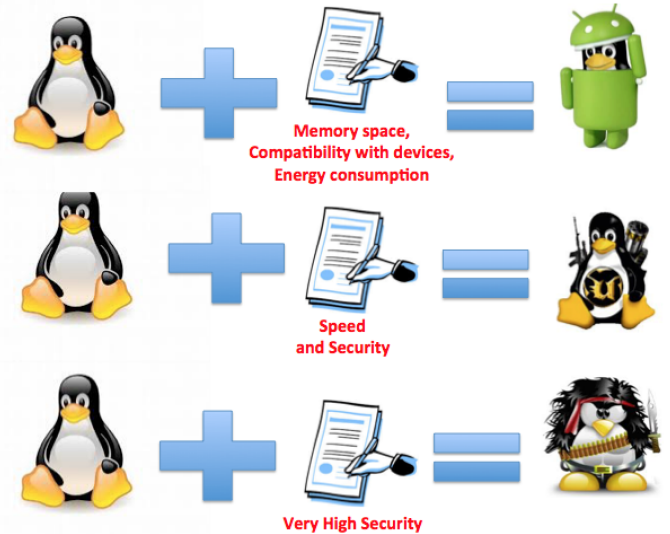 Memory space,
Compatibility with devices,
Energy consumption
Speed
and Security
Very High Security